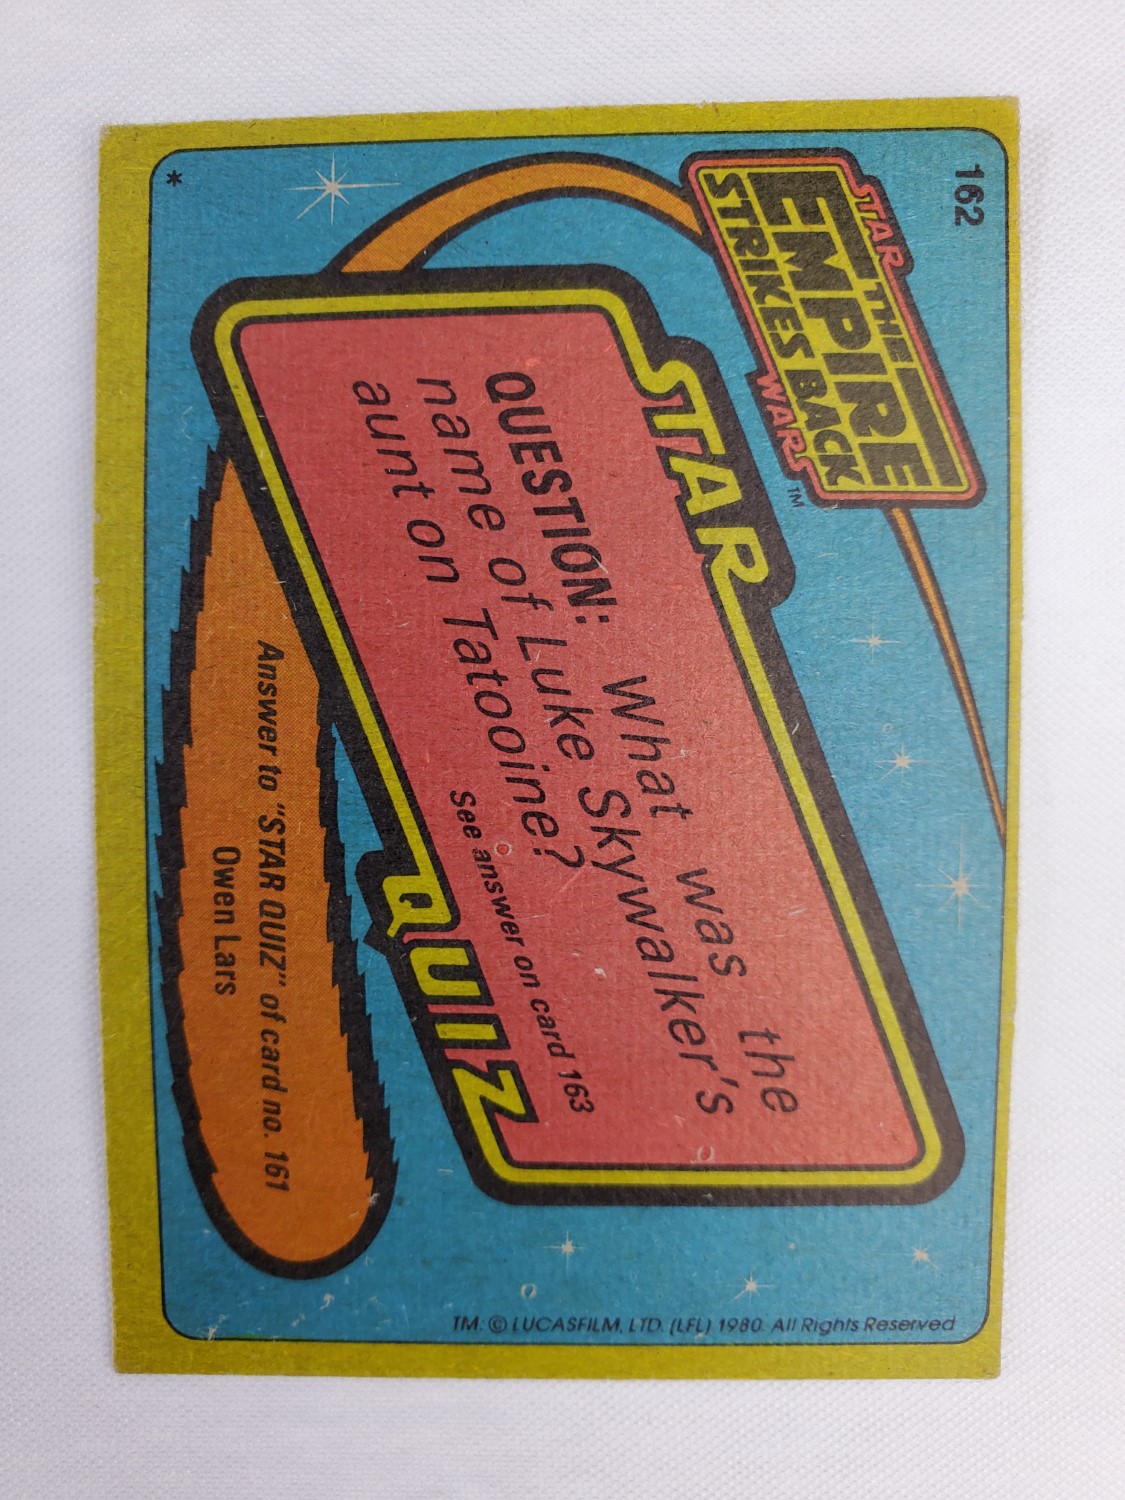 162
STAR
THE
EMPIRE
STRIKES BACK
WARS™
STAR
QUESTION: What was the
name of Luke Skywalker's
aunt on Tatooine?
See answer on card 163
QUIZ
Answer to "STAR QUIZ" of card no. 161
Owen Lars
*
TM: © LUCASFILM, LTD. (LFL) 1980. All Rights Reserved